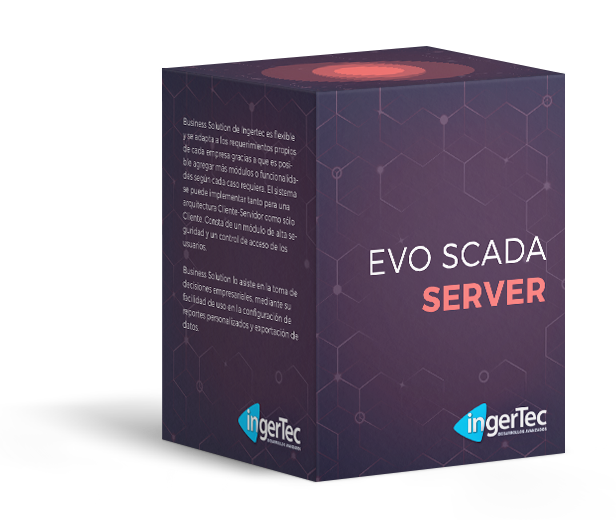 Business Solution de Ingertec es flexible
y se adapta a los requerimientos propios
de cada empresa gracias a que es posi-
ble agregar más módulos o funcionalida-
des según cada caso requiera. El sistema
se puede implementar tanto para una
arquitectura Cliente-Servidor como sólo
Cliente. Consta de un módulo de alta se-
guridad y un control de acceso de los
usuarios.
Business Solution lo asiste en la toma de
decisiones empresariales, mediante su
facilidad de uso en la configuración de
reportes personalizados y exportación de
datos.
ingerTec
DESARROLLOS AVANZADOS
EVO SCADA
SERVER
ingerTec
DESARROLLOS AVANZADOS